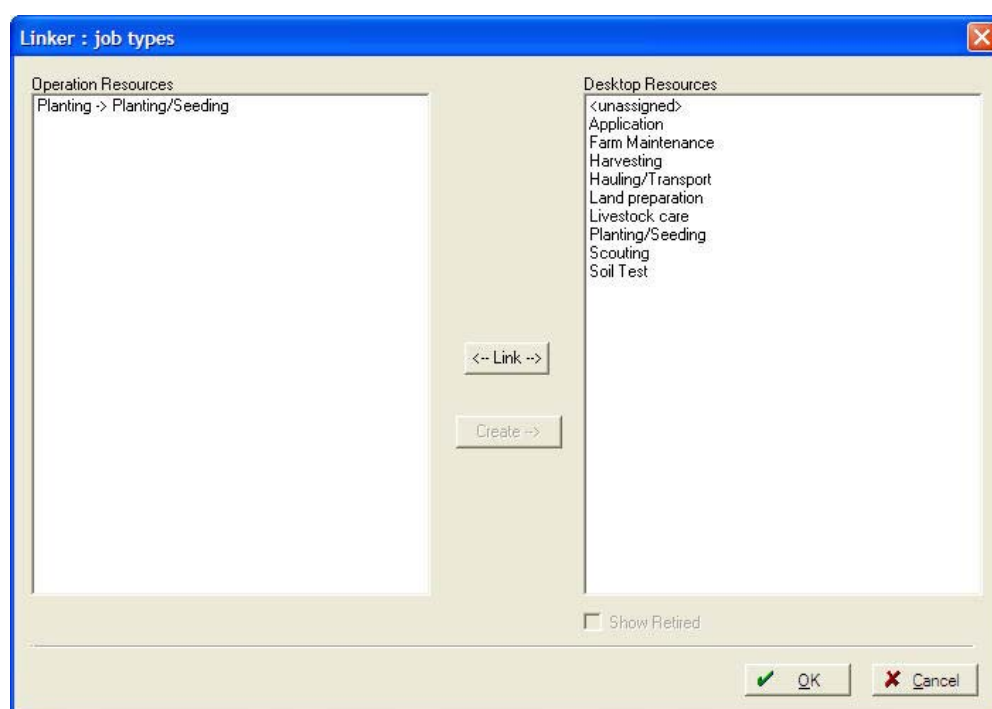 Linker : job types
Operation Resources
Planting -> Planting/Seeding
Desktop Resources
<unassigned>
Application
Farm Maintenance
Harvesting
Hauling/Transport
Land preparation
Livestock care
Planting/Seeding
Scouting
Soil Test
<-- Link -->
Create -->
Show Retired
OK
Cancel